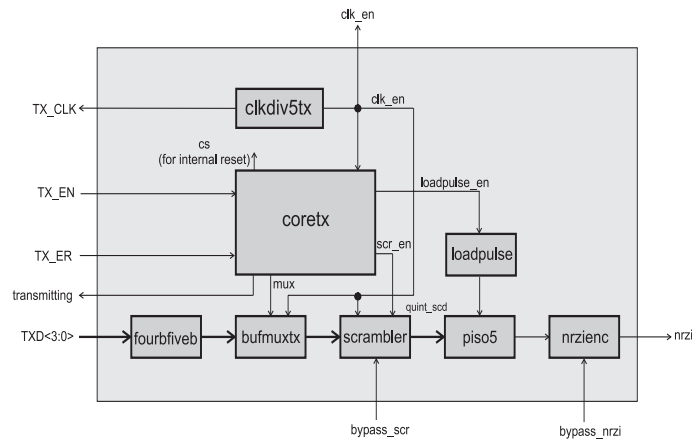 clk_en
clkdiv5tx
clk_en
TX_CLK
cs
(for internal reset)
TX_EN
loadpulse_en
coretx
scr_en
loadpulse
TX_ER
mux
transmitting
quint_scd
TXD<3:0>
fourbfiveb
bufmuxtx
scrambler
piso5
nrzienc
nrzi
bypass_scr
bypass_nrzi